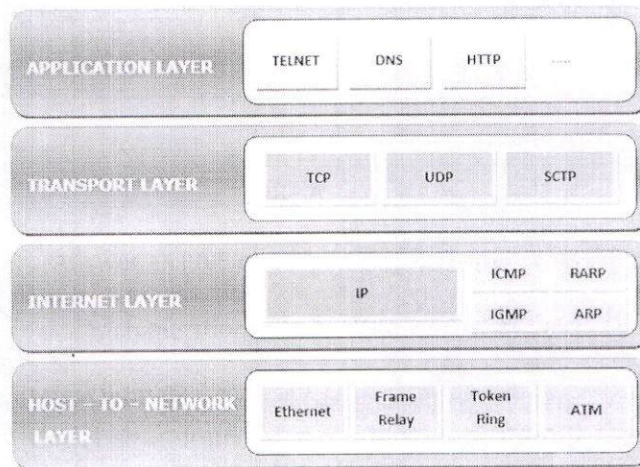 APPLICATION LAYER
TELNET
DNS
HTTP
....
TRANSPORT LAYER
TCP
UDP
SCTP
INTERNET LAYER
IP
ICMP
RARP
IGMP
ARP
HOST - TO - NETWORK
LAYER
Ethernet
Frame
Relay
Token
Ring
ATM